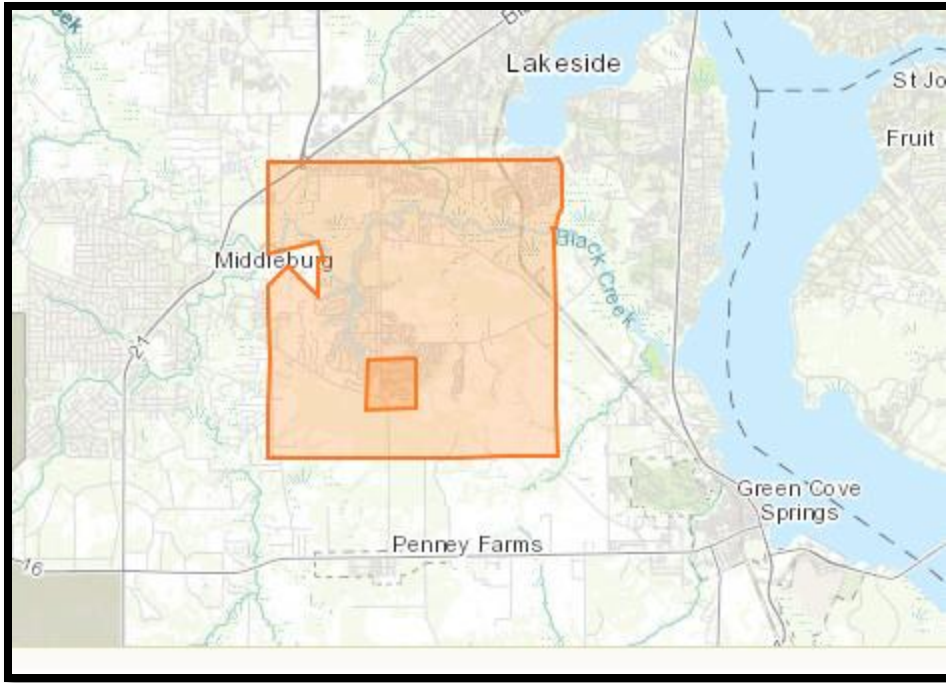 Lakeside
St Jo
Fruit
Middleburg
Black Creek
21
Green Cove
Springs
Penney Farms
16